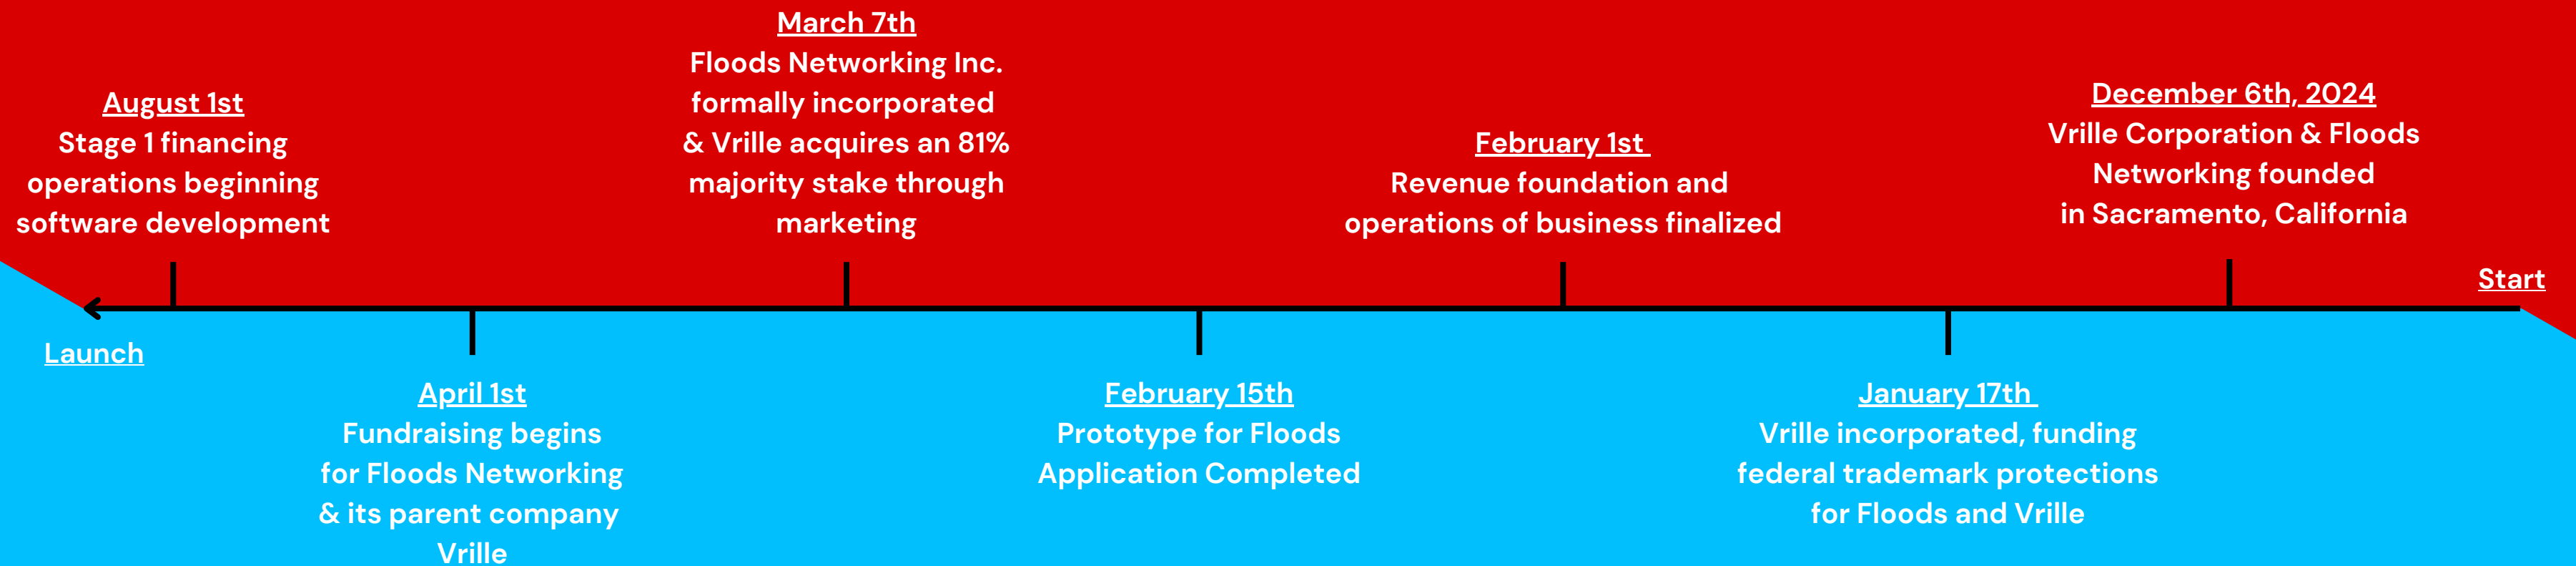 March 7th
Floods Networking Inc.
formally incorporated
& Vrille acquires an 81%
majority stake through
marketing
August 1st
Stage 1 financing
operations beginning
software development
February 1st
Revenue foundation and
operations of business finalized
December 6th, 2024
Vrille Corporation & Floods
Networking founded
in Sacramento, California
Start
Launch
April 1st
Fundraising begins
for Floods Networking
& its parent company
Vrille
February 15th
Prototype for Floods
Application Completed
January 17th
Vrille incorporated, funding
federal trademark protections
for Floods and Vrille